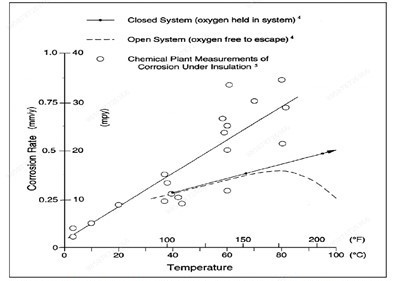 Closed System (oxygen held in system) 4
Open System (oxygen free to escape) 4
Chemical Plant Measurements of
Corrosion Under Insulation 3
Corrosion Rate (mm/y)
(mpy)
1.0
0.75
0.5
0.25
0
40
30
20
10
100
150
200
(°F)
0
20
40
60
80
100
(°C)
Temperature